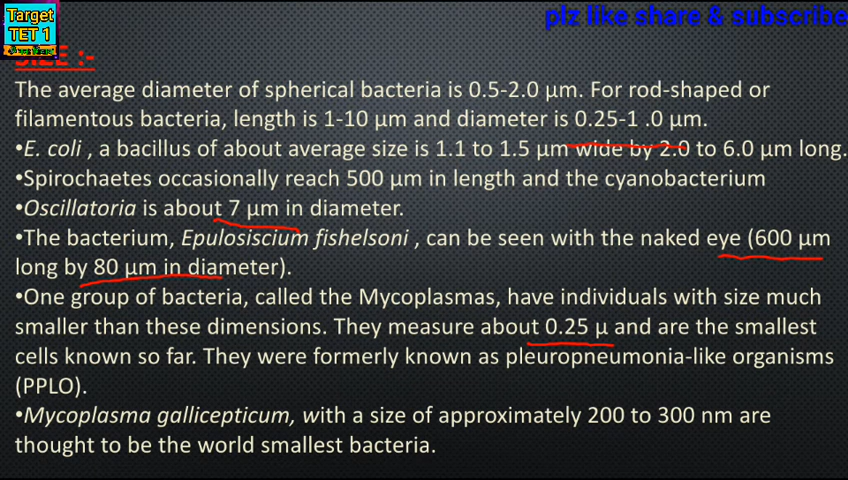 Target
TET 1
plz like share & subscribe
SIZE :-
The average diameter of spherical bacteria is 0.5-2.0 µm. For rod-shaped or
filamentous bacteria, length is 1-10 µm and diameter is 0.25-1 .0 µm.
•E. coli , a bacillus of about average size is 1.1 to 1.5 µm wide by 2.0 to 6.0 µm long.
•Spirochaetes occasionally reach 500 µm in length and the cyanobacterium
•Oscillatoria is about 7 µm in diameter.
•The bacterium, Epulosiscium fishelsoni , can be seen with the naked eye (600 µm
long by 80 µm in diameter).
•One group of bacteria, called the Mycoplasmas, have individuals with size much
smaller than these dimensions. They measure about 0.25 µ and are the smallest
cells known so far. They were formerly known as pleuropneumonia-like organisms
(PPLO).
•Mycoplasma gallicepticum, with a size of approximately 200 to 300 nm are
thought to be the world smallest bacteria.